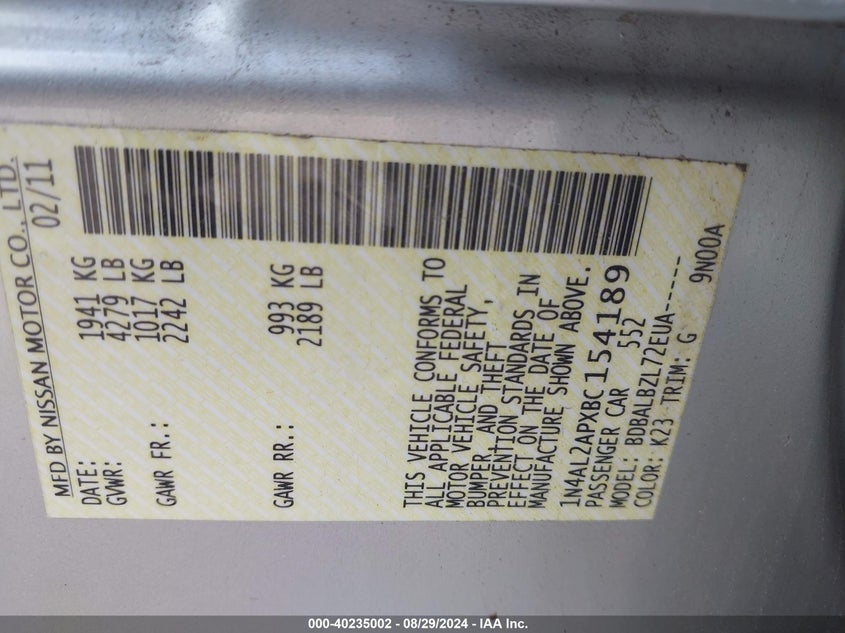 MFD BY NISSAN MOTOR CO., LTD.
DATE: 02/11
GVWR: 1941 KG
4279 LB
GAWR FR.: 1017 KG
2242 LB
GAWR RR.: 993 KG
2189 LB
THIS VEHICLE CONFORMS TO
ALL APPLICABLE FEDERAL
MOTOR VEHICLE SAFETY,
BUMPER, AND THEFT
PREVENTION STANDARDS IN
EFFECT ON THE DATE OF
MANUFACTURE SHOWN ABOVE.
1N4AL2APXBC154189
PASSENGER CAR 552
MODEL: BDBALBZL72EUA-----
COLOR: K23 TRIM: G 9N00A
000-40235002 - 08/29/2024 - IAA Inc.